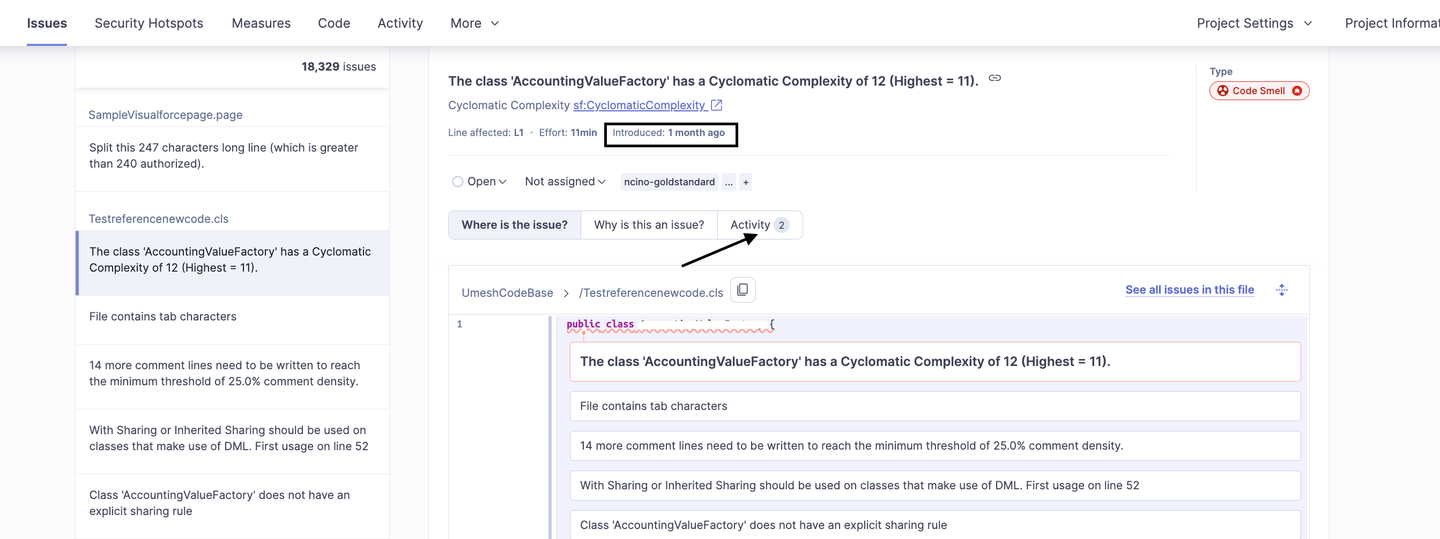 Issues Security Hotspots Measures Code Activity More Project Settings Project Informat
18,329 issues
SampleVisualforcepage.page
Split this 247 characters long line (which is greater
than 240 authorized).
Testreferencenewcode.cls
The class 'AccountingValueFactory' has a Cyclomatic
Complexity of 12 (Highest = 11).
File contains tab characters
14 more comment lines need to be written to reach
the minimum threshold of 25.0% comment density.
With Sharing or Inherited Sharing should be used on
classes that make use of DML. First usage on line 52
Class 'AccountingValueFactory' does not have an
explicit sharing rule
The class 'AccountingValueFactory' has a Cyclomatic Complexity of 12 (Highest = 11).
Cyclomatic Complexity sf:CyclomaticComplexity
Line affected: L1 • Effort: 11min Introduced: 1 month ago
Type
Code Smell
Open Not assigned ncino-goldstandard ... +
Where is the issue? Why is this an issue? Activity 2
UmeshCodeBase > /Testreferencenewcode.cls See all issues in this file
1 public class {
The class 'AccountingValueFactory' has a Cyclomatic Complexity of 12 (Highest = 11).
File contains tab characters
14 more comment lines need to be written to reach the minimum threshold of 25.0% comment density.
With Sharing or Inherited Sharing should be used on classes that make use of DML. First usage on line 52
Class 'AccountingValueFactory' does not have an explicit sharing rule